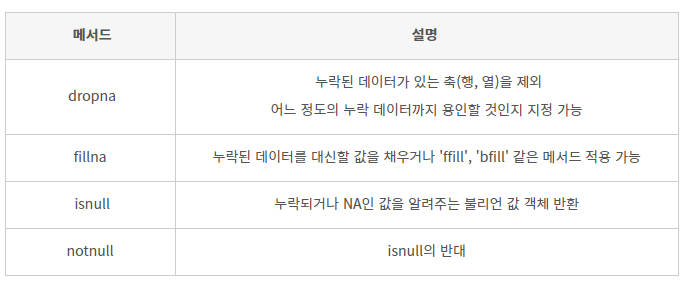 메서드 설명
dropna 누락된 데이터가 있는 축(행, 열)을 제외
어느 정도의 누락 데이터까지 용인할 것인지 지정 가능
fillna 누락된 데이터를 대신할 값을 채우거나 'ffill', 'bfill' 같은 메서드 적용 가능
isnull 누락되거나 NA인 값을 알려주는 불리언 값 객체 반환
notnull isnull의 반대